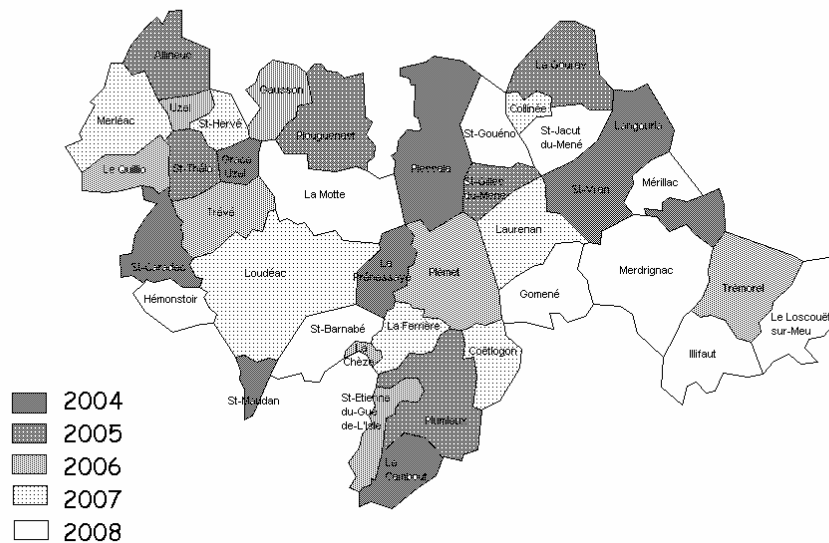 Allineuc
La Gouray
Gausson
Uzel
Collinée
Merléac
St-Hervé
Plouguenast
St-Gouéno
St-Jacut
du-Mené
Langourla
Le Quillio
St-Thélo
Grace
Uzel
Plessala
St-Gilles
du-Mené
St-Vran
Mérillac
La Motte
Trévé
Laurenan
St-Caradec
Loudéac
La
Prénessaye
Plémet
Merdrignac
Trémorel
Hémonstoir
Gomené
St-Barnabé
La Ferrière
Le Loscouët
sur-Meu
La
Chèze
Coëtlogon
Illifaut
St-Maudan
St-Etienne
du-Gué
de-L'Isle
Plumieux
Le
Cambout
2004
2005
2006
2007
2008